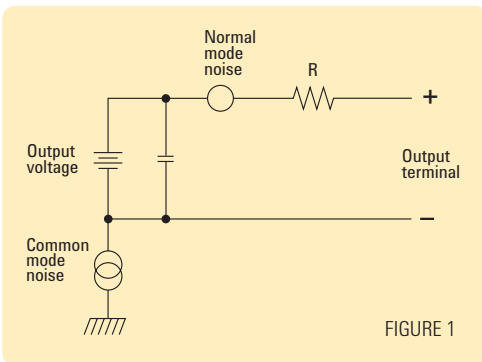 Normal
mode
noise
R
+
Output
voltage
Output
terminal
−
Common
mode
noise
FIGURE 1